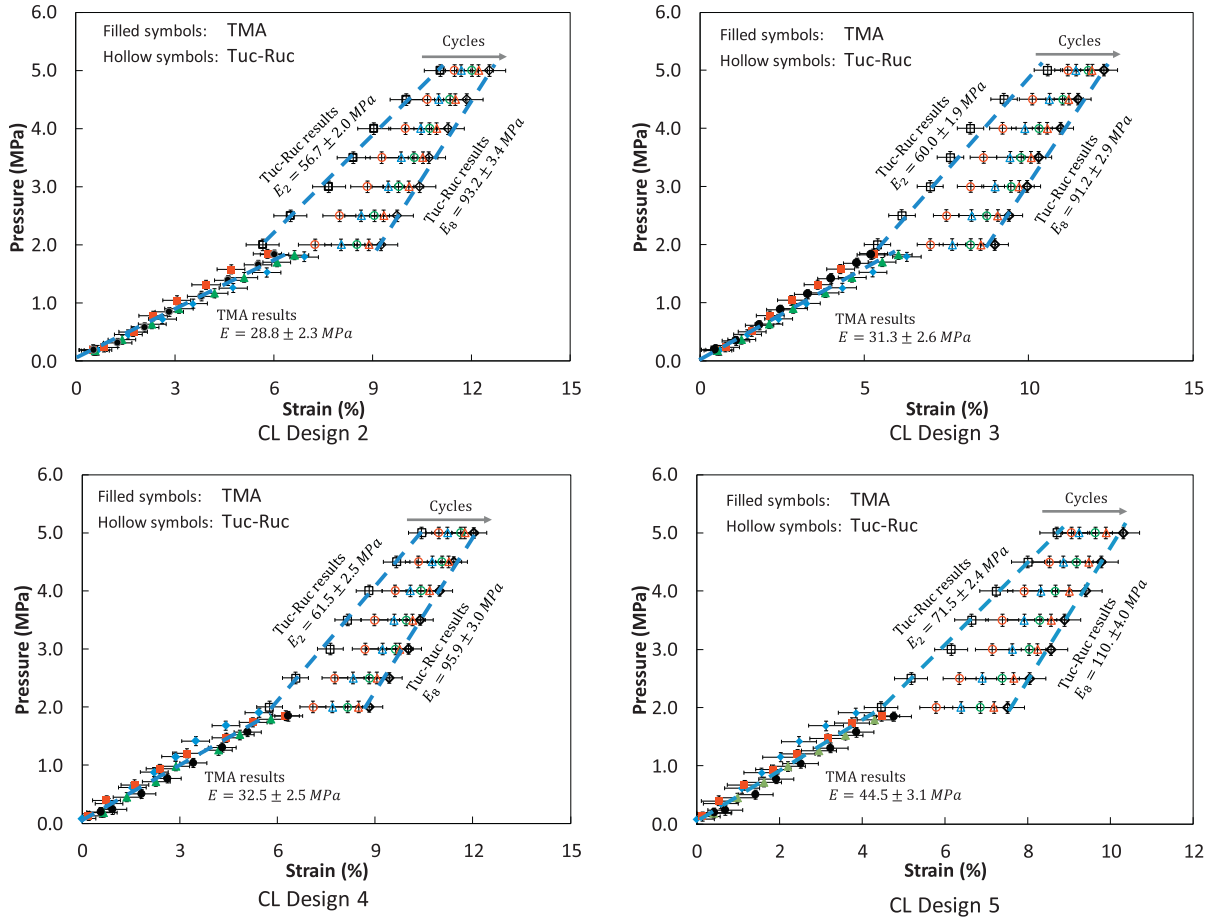 Filled symbols: TMA
Hollow symbols: Tuc-Ruc
Cycles
Tuc-Ruc results
E₂ = 56.7 ± 2.0 MPa
Tuc-Ruc results
E₈ = 93.2 ± 3.4 MPa
TMA results
E = 28.8 ± 2.3 MPa
Pressure (MPa)
6.0
5.0
4.0
3.0
2.0
1.0
0.0
0 3 6 9 12 15
Strain (%)
CL Design 2
Filled symbols: TMA
Hollow symbols: Tuc-Ruc
Cycles
Tuc-Ruc results
E₂ = 60.0 ± 1.9 MPa
Tuc-Ruc results
E₈ = 91.2 ± 2.9 MPa
TMA results
E = 31.3 ± 2.6 MPa
Pressure (MPa)
6.0
5.0
4.0
3.0
2.0
1.0
0.0
0 5 10 15
Strain (%)
CL Design 3
Filled symbols: TMA
Hollow symbols: Tuc-Ruc
Cycles
Tuc-Ruc results
E₂ = 61.5 ± 2.5 MPa
Tuc-Ruc results
E₈ = 95.9 ± 3.0 MPa
TMA results
E = 32.5 ± 2.5 MPa
Pressure (MPa)
6.0
5.0
4.0
3.0
2.0
1.0
0.0
0 3 6 9 12 15
Strain (%)
CL Design 4
Filled symbols: TMA
Hollow symbols: Tuc-Ruc
Cycles
Tuc-Ruc results
E₂ = 71.5 ± 2.4 MPa
Tuc-Ruc results
E₈ = 110. ±4.0 MPa
TMA results
E = 44.5 ± 3.1 MPa
Pressure (MPa)
6.0
5.0
4.0
3.0
2.0
1.0
0.0
0 2 4 6 8 10 12
Strain (%)
CL Design 5